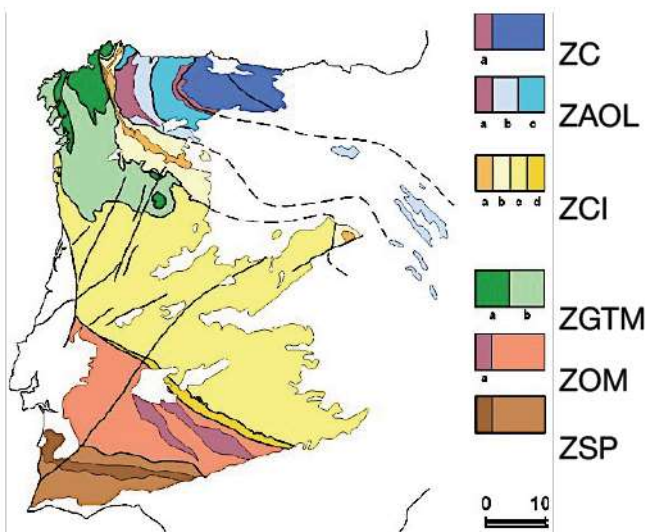 a
ZC
ZAOL
a b c
ZCI
a b c d
ZGTM
a b
ZOM
a
ZSP
0 10